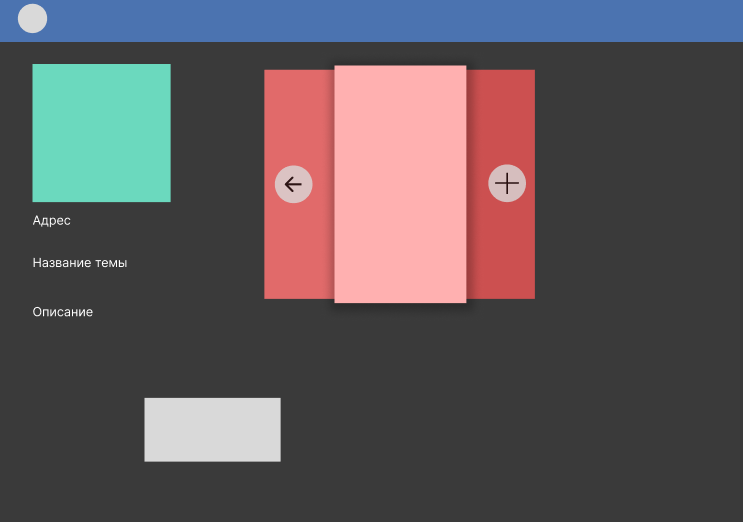 Адрес
Название темы
Описание